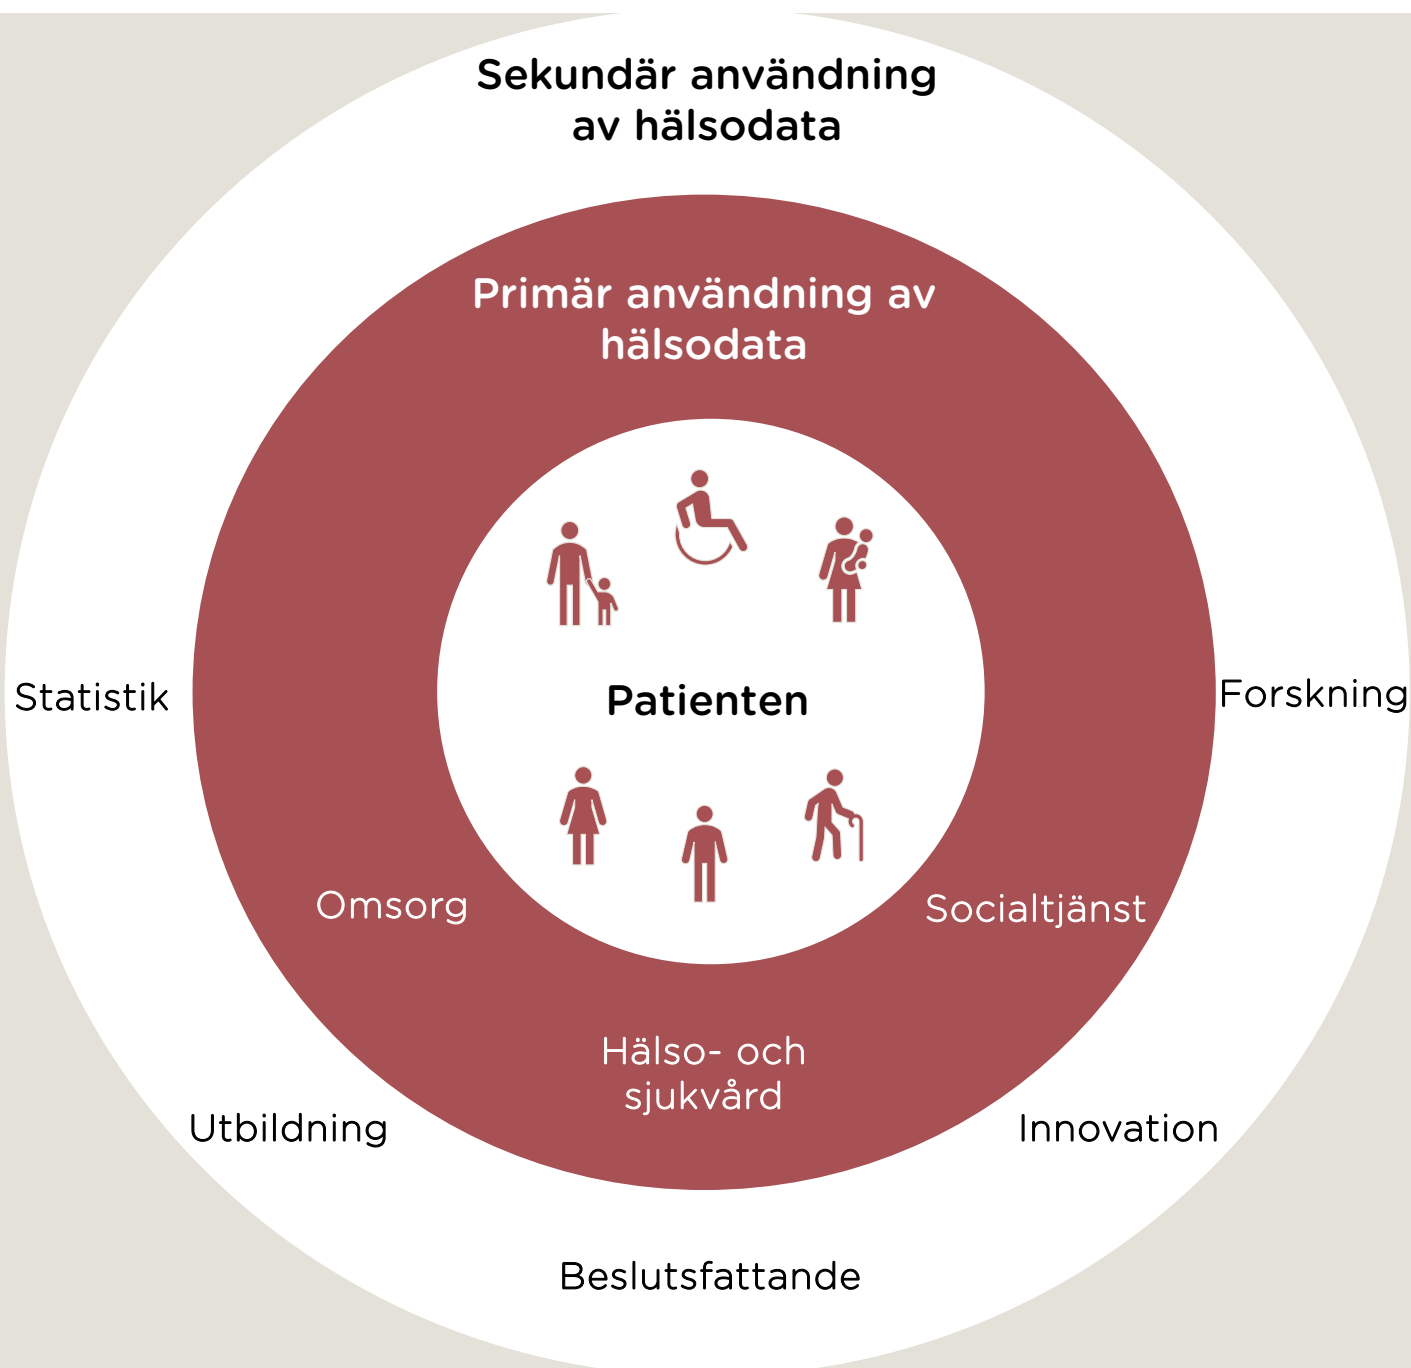 Sekundär användning
av hälsodata
Primär användning av
hälsodata
Patienten
Statistik
Forskning
Omsorg
Socialtjänst
Hälso- och
sjukvård
Utbildning
Innovation
Beslutsfattande